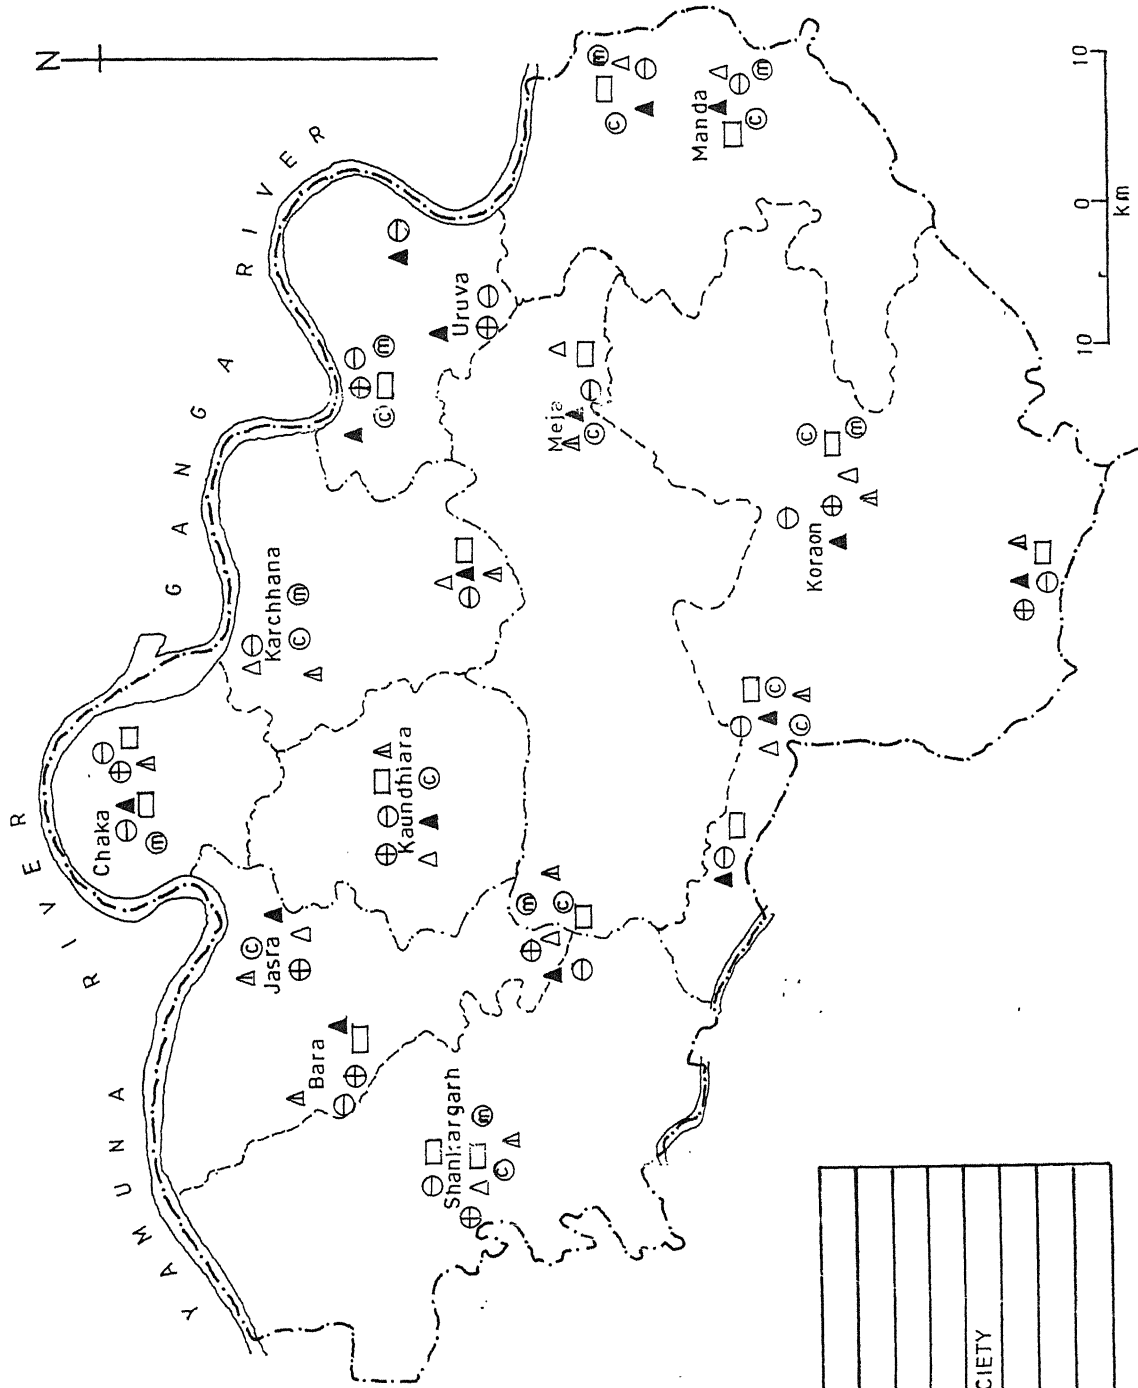 N
YAMUNA RIVER
GANGA RIVER
Chaka
Karchhana
Jasra
Bara
Kaundhiara
Uruva
Shankargarh
Meja
Manda
Koraon
10 0 10
km
CIETY